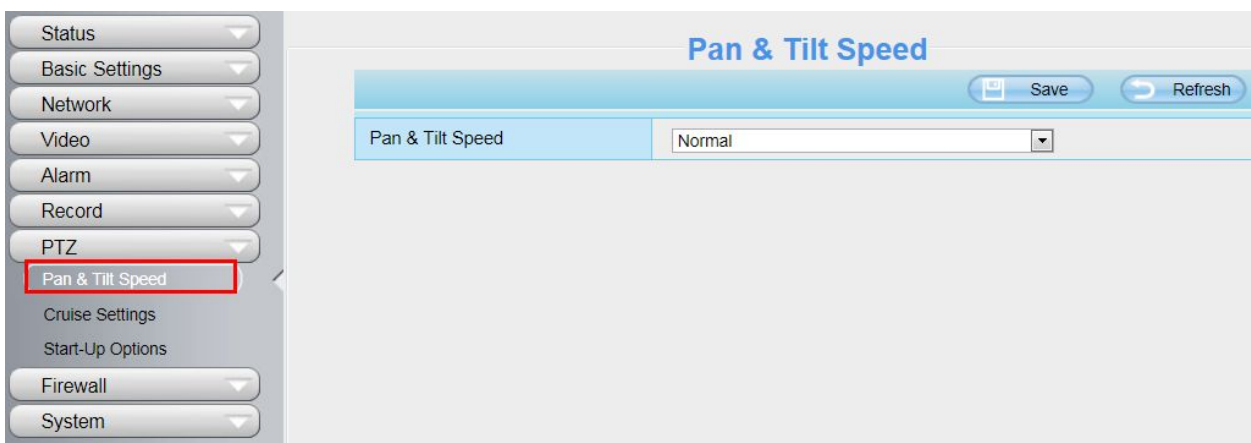 Status
Basic Settings
Network
Video
Alarm
Record
PTZ
Pan & Tilt Speed
Cruise Settings
Start-Up Options
Firewall
System
Pan & Tilt Speed
Save Refresh
Pan & Tilt Speed Normal